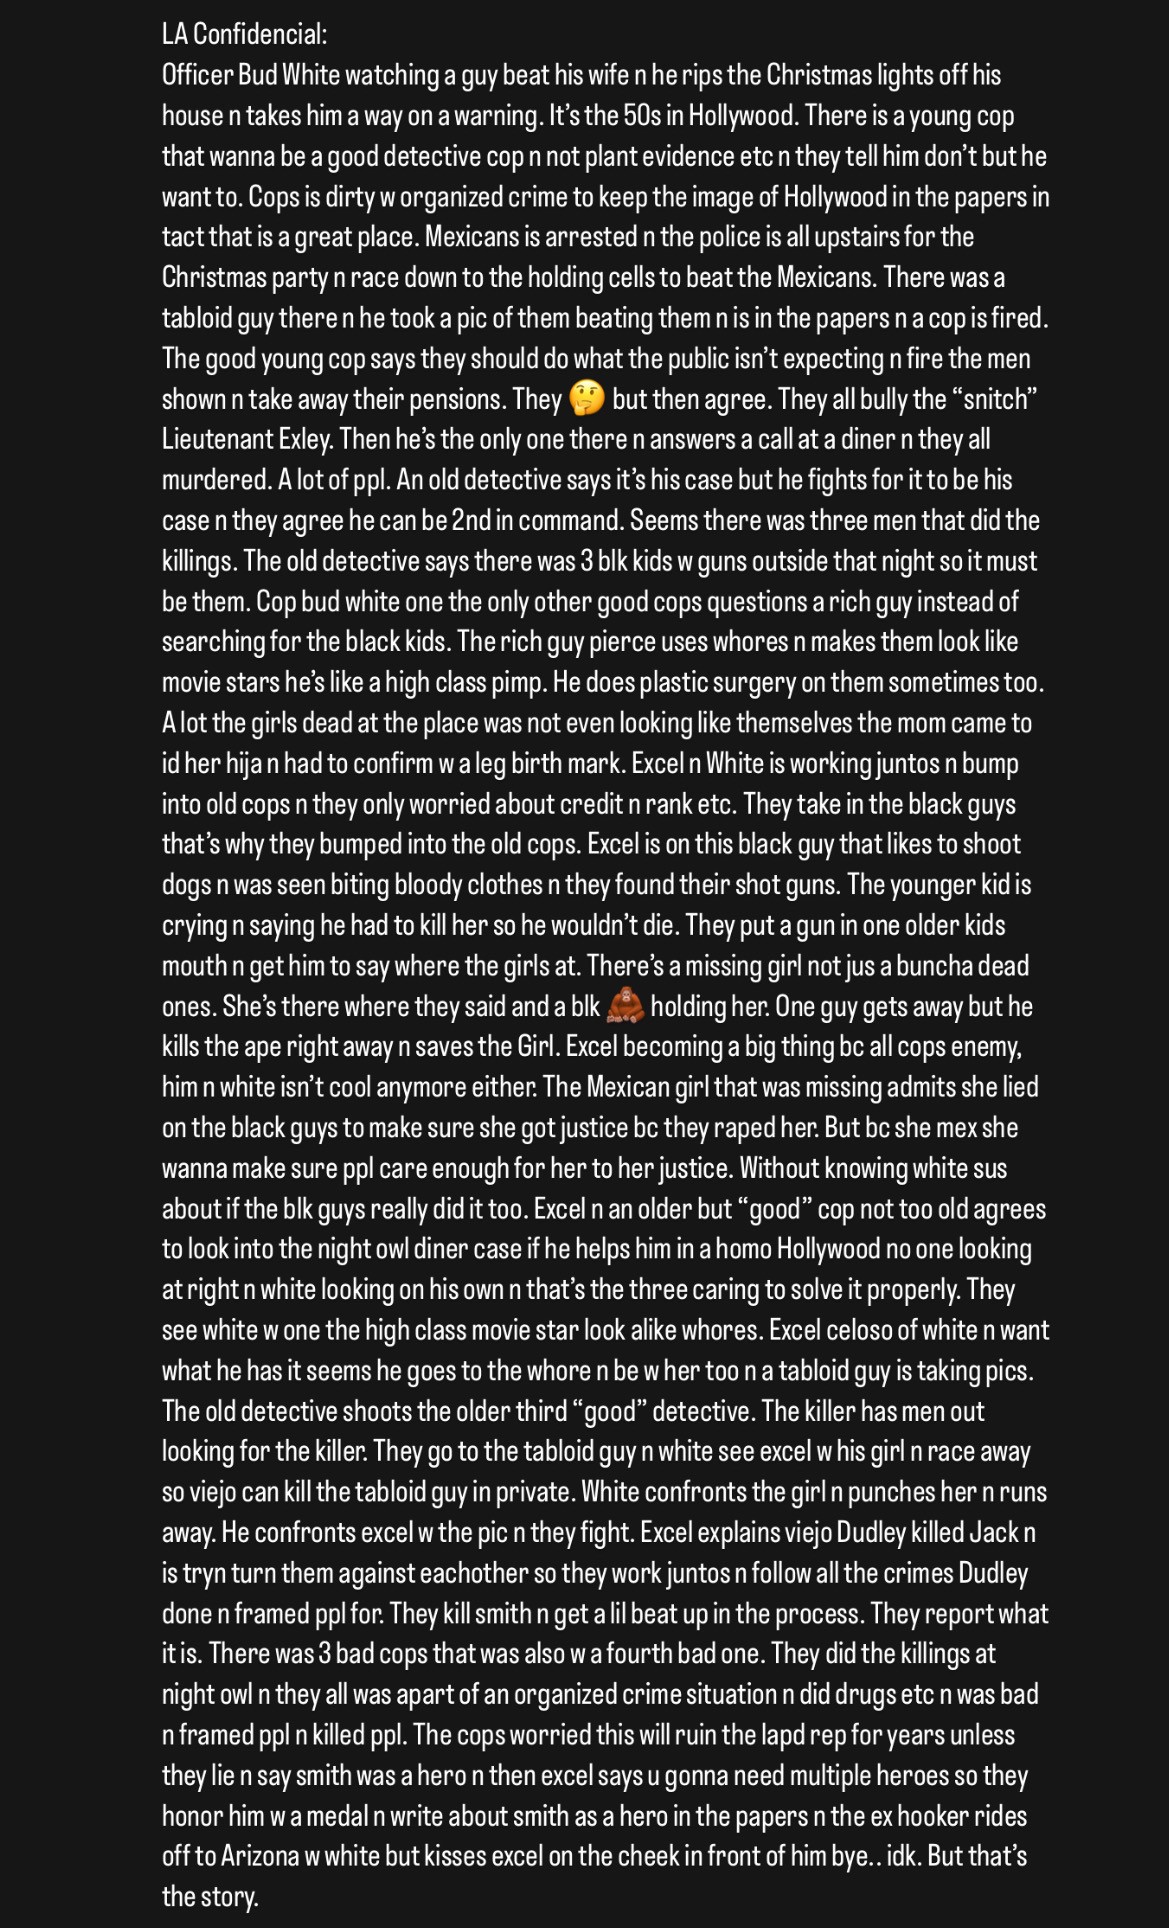 LA Confidencial:
Officer Bud White watching a guy beat his wife n he rips the Christmas lights off his
house n takes him a way on a warning. It's the 50s in Hollywood. There is a young cop
that wanna be a good detective cop n not plant evidence etc n they tell him don't but he
want to. Cops is dirty w organized crime to keep the image of Hollywood in the papers in
tact that is a great place. Mexicans is arrested n the police is all upstairs for the
Christmas party n race down to the holding cells to beat the Mexicans. There was a
tabloid guy there n he took a pic of them beating them n is in the papers n a cop is fired.
The good young cop says they should do what the public isn't expecting n fire the men
shown n take away their pensions. They 🤔 but then agree. They all bully the “snitch”
Lieutenant Exley. Then he's the only one there n answers a call at a diner n they all
murdered. A lot of ppl. An old detective says it's his case but he fights for it to be his
case n they agree he can be 2nd in command. Seems there was three men that did the
killings. The old detective says there was 3 blk kids w guns outside that night so it must
be them. Cop bud white one the only other good cops questions a rich guy instead of
searching for the black kids. The rich guy pierce uses whores n makes them look like
movie stars he's like a high class pimp. He does plastic surgery on them sometimes too.
A lot the girls dead at the place was not even looking like themselves the mom came to
id her hija n had to confirm w a leg birth mark. Excel n White is working juntos n bump
into old cops n they only worried about credit n rank etc. They take in the black guys
that's why they bumped into the old cops. Excel is on this black guy that likes to shoot
dogs n was seen biting bloody clothes n they found their shot guns. The younger kid is
crying n saying he had to kill her so he wouldn't die. They put a gun in one older kids
mouth n get him to say where the girls at. There's a missing girl not jus a buncha dead
ones. She's there where they said and a blk 🦧 holding her. One guy gets away but he
kills the ape right away n saves the Girl. Excel becoming a big thing bc all cops enemy,
him n white isn't cool anymore either. The Mexican girl that was missing admits she lied
on the black guys to make sure she got justice bc they raped her. But bc she mex she
wanna make sure ppl care enough for her to her justice. Without knowing white sus
about if the blk guys really did it too. Excel n an older but “good” cop not too old agrees
to look into the night owl diner case if he helps him in a homo Hollywood no one looking
at right n white looking on his own n that's the three caring to solve it properly. They
see white w one the high class movie star look alike whores. Excel celoso of white n want
what he has it seems he goes to the whore n be w her too n a tabloid guy is taking pics.
The old detective shoots the older third “good” detective. The killer has men out
looking for the killer. They go to the tabloid guy n white see excel w his girl n race away
so viejo can kill the tabloid guy in private. White confronts the girl n punches her n runs
away. He confronts excel w the pic n they fight. Excel explains viejo Dudley killed Jack n
is tryn turn them against eachother so they work juntos n follow all the crimes Dudley
done n framed ppl for. They kill smith n get a lil beat up in the process. They report what
it is. There was 3 bad cops that was also w a fourth bad one. They did the killings at
night owl n they all was apart of an organized crime situation n did drugs etc n was bad
n framed ppl n killed ppl. The cops worried this will ruin the lapd rep for years unless
they lie n say smith was a hero n then excel says u gonna need multiple heroes so they
honor him w a medal n write about smith as a hero in the papers n the ex hooker rides
off to Arizona w white but kisses excel on the cheek in front of him bye.. idk. But that's
the story.